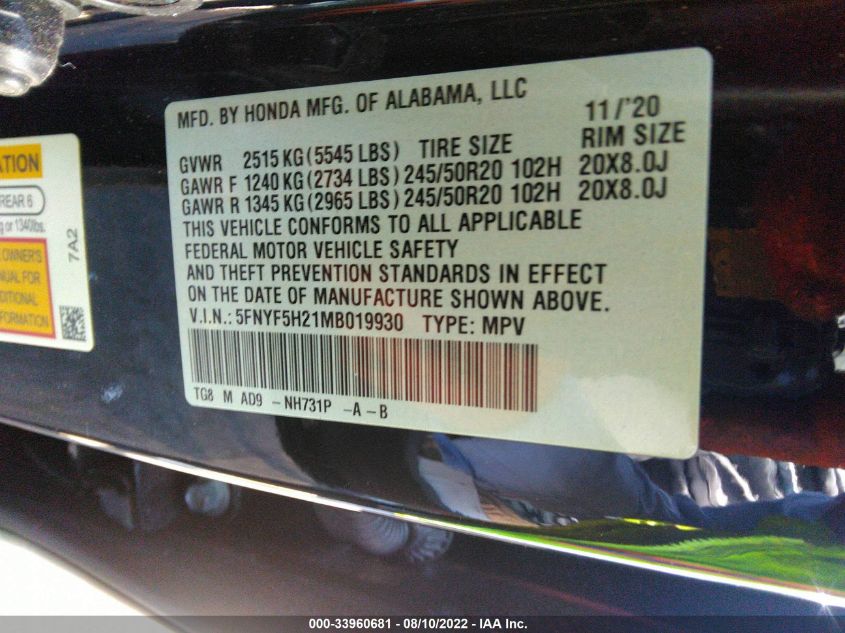 MFD. BY HONDA MFG. OF ALABAMA, LLC 11/'20
GVWR 2515 KG (5545 LBS) TIRE SIZE RIM SIZE
GAWR F 1240 KG (2734 LBS) 245/50R20 102H 20X8.0J
GAWR R 1345 KG (2965 LBS) 245/50R20 102H 20X8.0J
THIS VEHICLE CONFORMS TO ALL APPLICABLE
FEDERAL MOTOR VEHICLE SAFETY
AND THEFT PREVENTION STANDARDS IN EFFECT
ON THE DATE OF MANUFACTURE SHOWN ABOVE.
V.I.N.: 5FNYF5H21MB019930 TYPE: MPV
TG8 M AD9 -NH731P -A-B
REAR 6
or 1340lbs.
OWNER'S
FOR
7A2
000-33960681 - 08/10/2022 - IAA Inc.